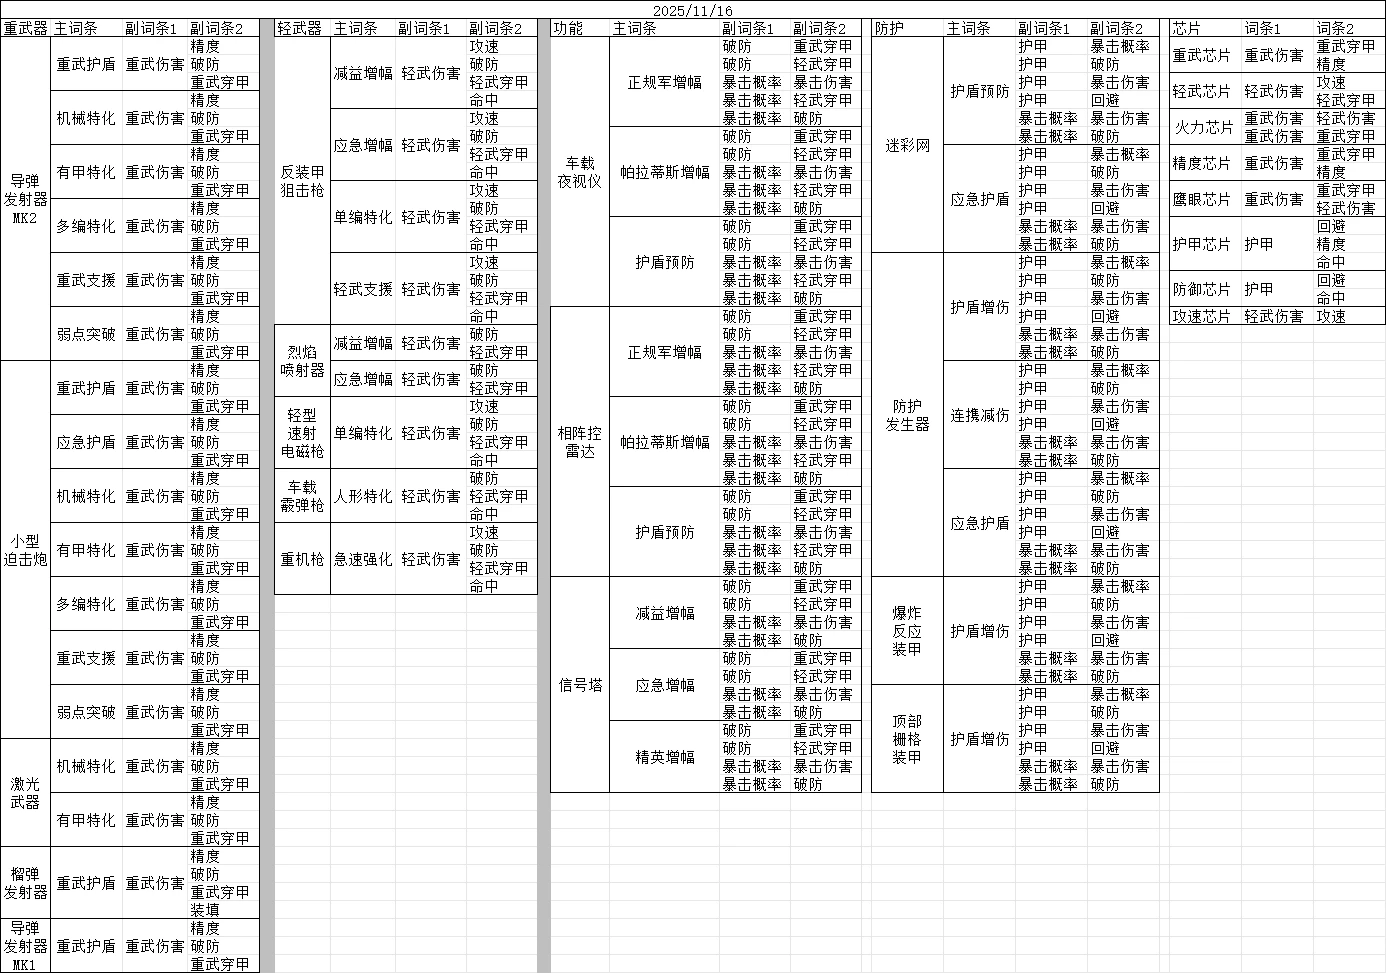 2025/11/16
重武器 主词条 副词条1 副词条2
导弹发射器MK2
重武护盾 重武伤害 精度
破防
重武穿甲
机械特化 重武伤害 精度
破防
重武穿甲
有甲特化 重武伤害 精度
破防
重武穿甲
多编特化 重武伤害 精度
破防
重武穿甲
重武支援 重武伤害 精度
破防
重武穿甲
弱点突破 重武伤害 精度
破防
重武穿甲
小型迫击炮
重武护盾 重武伤害 精度
破防
重武穿甲
应急护盾 重武伤害 精度
破防
重武穿甲
机械特化 重武伤害 精度
破防
重武穿甲
有甲特化 重武伤害 精度
破防
重武穿甲
多编特化 重武伤害 精度
破防
重武穿甲
重武支援 重武伤害 精度
破防
重武穿甲
弱点突破 重武伤害 精度
破防
重武穿甲
激光武器
机械特化 重武伤害 精度
破防
重武穿甲
有甲特化 重武伤害 精度
破防
重武穿甲
榴弹发射器
重武护盾 重武伤害 精度
破防
重武穿甲
装填
导弹发射器MK1
重武护盾 重武伤害 精度
破防
重武穿甲
轻武器 主词条 副词条1 副词条2
反装甲狙击枪
减益增幅 轻武伤害 攻速
破防
轻武穿甲
命中
应急增幅 轻武伤害 攻速
破防
轻武穿甲
命中
单编特化 轻武伤害 攻速
破防
轻武穿甲
命中
轻武支援 轻武伤害 攻速
破防
轻武穿甲
命中
烈焰喷射器
减益增幅 轻武伤害 破防
轻武穿甲
应急增幅 轻武伤害 破防
轻武穿甲
轻型速射电磁枪
单编特化 轻武伤害 攻速
破防
轻武穿甲
命中
车载霰弹枪
人形特化 轻武伤害 破防
轻武穿甲
命中
重机枪
急速强化 轻武伤害 攻速
破防
轻武穿甲
命中
功能 主词条 副词条1 副词条2
车载夜视仪
正规军增幅
破防 重武穿甲
破防 轻武穿甲
暴击概率 暴击伤害
暴击概率 轻武穿甲
暴击概率 破防
帕拉蒂斯增幅
破防 重武穿甲
破防 轻武穿甲
暴击概率 暴击伤害
暴击概率 轻武穿甲
暴击概率 破防
护盾预防
破防 重武穿甲
破防 轻武穿甲
暴击概率 暴击伤害
暴击概率 轻武穿甲
暴击概率 破防
相阵控雷达
正规军增幅
破防 重武穿甲
破防 轻武穿甲
暴击概率 暴击伤害
暴击概率 轻武穿甲
暴击概率 破防
帕拉蒂斯增幅
破防 重武穿甲
破防 轻武穿甲
暴击概率 暴击伤害
暴击概率 轻武穿甲
暴击概率 破防
护盾预防
破防 重武穿甲
破防 轻武穿甲
暴击概率 暴击伤害
暴击概率 轻武穿甲
暴击概率 破防
信号塔
减益增幅
破防 重武穿甲
破防 轻武穿甲
暴击概率 暴击伤害
暴击概率 破防
应急增幅
破防 重武穿甲
破防 轻武穿甲
暴击概率 暴击伤害
暴击概率 破防
精英增幅
破防 重武穿甲
破防 轻武穿甲
暴击概率 暴击伤害
暴击概率 破防
防护 主词条 副词条1 副词条2
迷彩网
护盾预防
护甲 暴击概率
护甲 破防
护甲 暴击伤害
护甲 回避
暴击概率 暴击伤害
暴击概率 破防
应急护盾
护甲 暴击概率
护甲 破防
护甲 暴击伤害
护甲 回避
暴击概率 暴击伤害
暴击概率 破防
防护发生器
护盾增伤
护甲 暴击概率
护甲 破防
护甲 暴击伤害
护甲 回避
暴击概率 暴击伤害
暴击概率 破防
连携减伤
护甲 暴击概率
护甲 破防
护甲 暴击伤害
护甲 回避
暴击概率 暴击伤害
暴击概率 破防
应急护盾
护甲 暴击概率
护甲 破防
护甲 暴击伤害
护甲 回避
暴击概率 暴击伤害
暴击概率 破防
爆炸反应装甲
护盾增伤
护甲 暴击概率
护甲 破防
护甲 暴击伤害
护甲 回避
暴击概率 暴击伤害
暴击概率 破防
顶部栅格装甲
护盾增伤
护甲 暴击概率
护甲 破防
护甲 暴击伤害
护甲 回避
暴击概率 暴击伤害
暴击概率 破防
芯片 词条1 词条2
重武芯片 重武伤害 重武穿甲
精度
轻武芯片 轻武伤害 攻速
轻武穿甲
火力芯片 重武伤害 轻武伤害
重武伤害 重武穿甲
精度芯片 重武伤害 重武穿甲
精度
鹰眼芯片 重武伤害 重武穿甲
轻武伤害
护甲芯片 护甲 回避
精度
命中
防御芯片 护甲 回避
命中
攻速芯片 轻武伤害 攻速